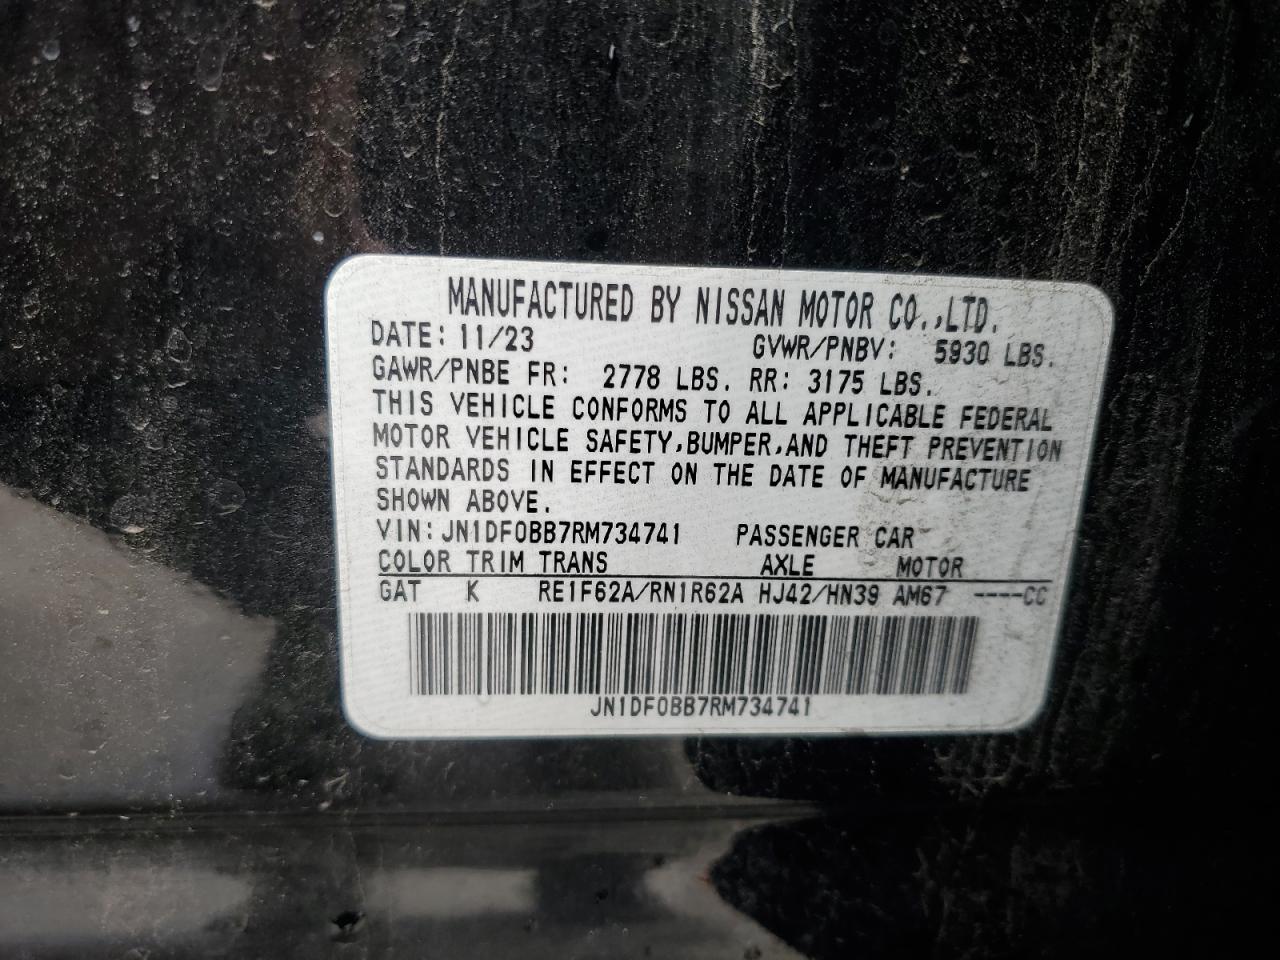 MANUFACTURED BY NISSAN MOTOR CO.,LTD.
DATE: 11/23 GVWR/PNBV: 5930 LBS.
GAWR/PNBE FR: 2778 LBS. RR: 3175 LBS.
THIS VEHICLE CONFORMS TO ALL APPLICABLE FEDERAL
MOTOR VEHICLE SAFETY,BUMPER,AND THEFT PREVENTION
STANDARDS IN EFFECT ON THE DATE OF MANUFACTURE
SHOWN ABOVE.
VIN: JN1DF0BB7RM734741 PASSENGER CAR
COLOR TRIM TRANS AXLE MOTOR
GAT K RE1F62A/RN1R62A HJ42/HN39 AM67 ----CC
JN1DF0BB7RM734741